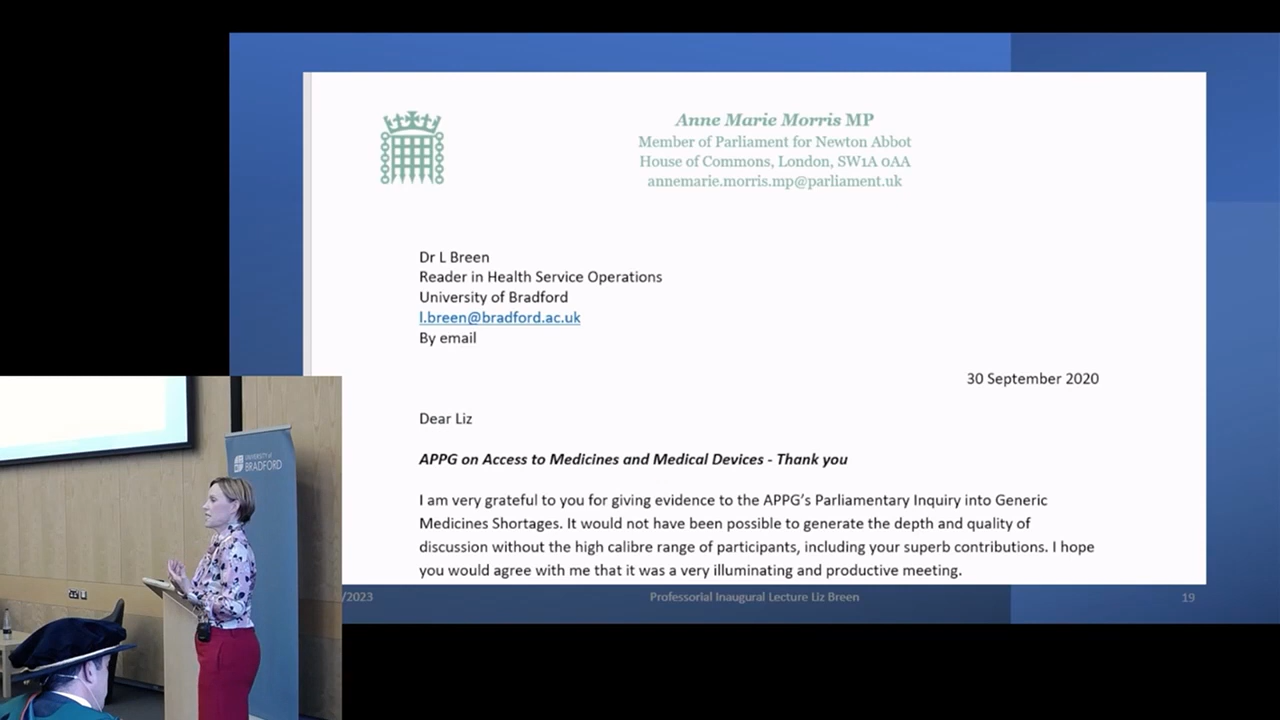 Anne Marie Morris MP
Member of Parliament for Newton Abbot
House of Commons, London, SW1A 0AA
annemarie.morris.mp@parliament.uk
Dr L Breen
Reader in Health Service Operations
University of Bradford
l.breen@bradford.ac.uk
By email
30 September 2020
Dear Liz
APPG on Access to Medicines and Medical Devices - Thank you
I am very grateful to you for giving evidence to the APPG’s Parliamentary Inquiry into Generic
Medicines Shortages. It would not have been possible to generate the depth and quality of
discussion without the high calibre range of participants, including your superb contributions. I hope
you would agree with me that it was a very illuminating and productive meeting.
/2023
Professorial Inaugural Lecture Liz Breen
19
UNIVERSITY of
BRADFORD